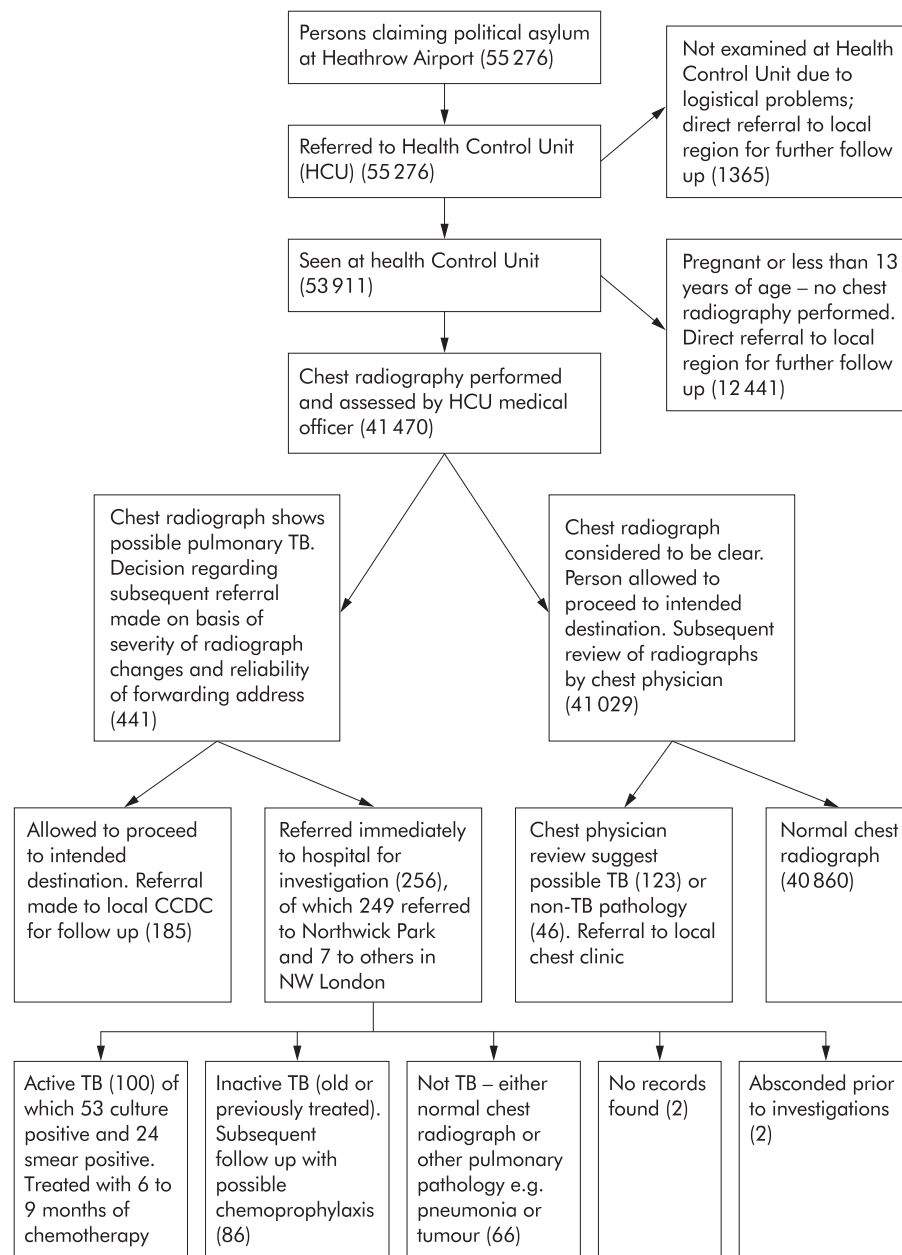 Persons claiming political asylum
at Heathrow Airport (55 276)
Not examined at Health
Control Unit due to
logistical problems;
direct referral to local
region for further follow
up (1365)
Referred to Health Control Unit
(HCU) (55 276)
Seen at health Control Unit
(53 911)
Pregnant or less than 13
years of age – no chest
radiography performed.
Direct referral to local
region for further follow
up (12 441)
Chest radiography performed
and assessed by HCU medical
officer (41 470)
Chest radiograph shows
possible pulmonary TB.
Decision regarding
subsequent referral
made on basis of
severity of radiograph
changes and reliability
of forwarding address
(441)
Chest radiograph
considered to be clear.
Person allowed to
proceed to intended
destination. Subsequent
review of radiographs
by chest physician
(41 029)
Allowed to proceed
to intended
destination. Referral
made to local CCDC
for follow up (185)
Referred immediately
to hospital for
investigation (256),
of which 249 referred
to Northwick Park
and 7 to others in
NW London
Chest physician
review suggest
possible TB (123) or
non-TB pathology
(46). Referral to local
chest clinic
Normal chest
radiograph
(40 860)
Active TB (100) of
which 53 culture
positive and 24
smear positive.
Treated with 6 to
9 months of
chemotherapy
Inactive TB (old or
previously treated).
Subsequent
follow up with
possible
chemoprophylaxis
(86)
Not TB – either
normal chest
radiograph or
other pulmonary
pathology e.g.
pneumonia or
tumour (66)
No records
found (2)
Absconded prior
to investigations
(2)